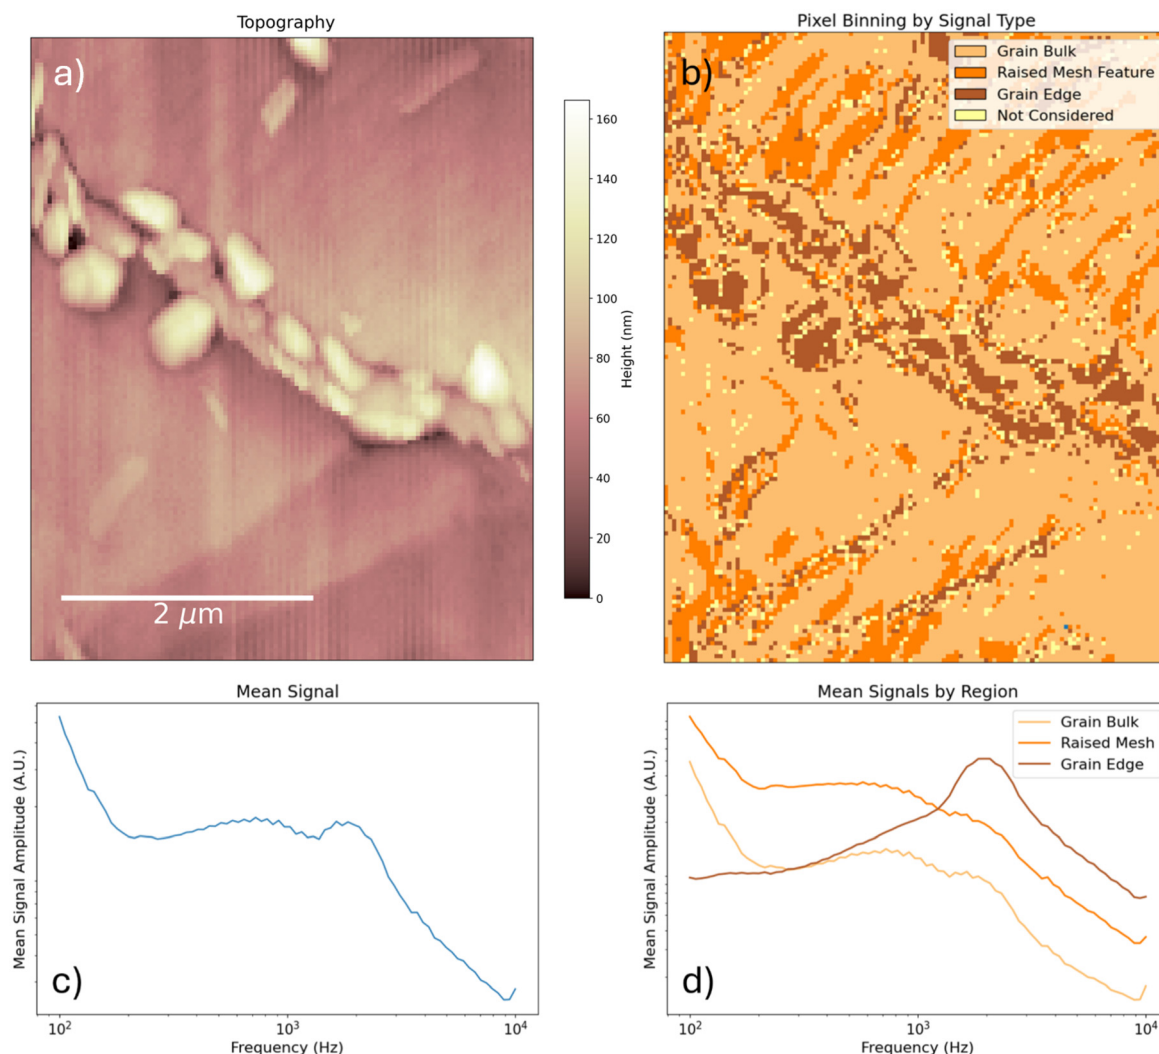 Topography
a)
2 μm
160
140
120
100
80
60
40
20
0
Height (nm)
Pixel Binning by Signal Type
b)
Grain Bulk
Raised Mesh Feature
Grain Edge
Not Considered
Mean Signal
Mean Signal Amplitude (A.U.)
c)
10²
10³
10⁴
Frequency (Hz)
Mean Signals by Region
Mean Signal Amplitude (A.U.)
Grain Bulk
Raised Mesh
Grain Edge
d)
10²
10³
10⁴
Frequency (Hz)